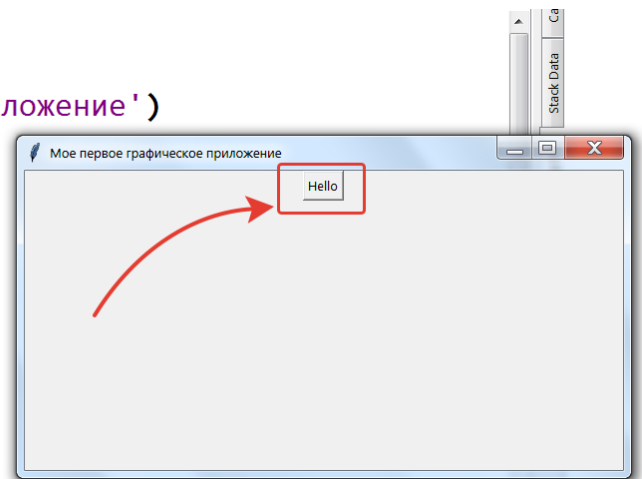 Ca
Stack Data
ложение')
Мое первое графическое приложение
Hello